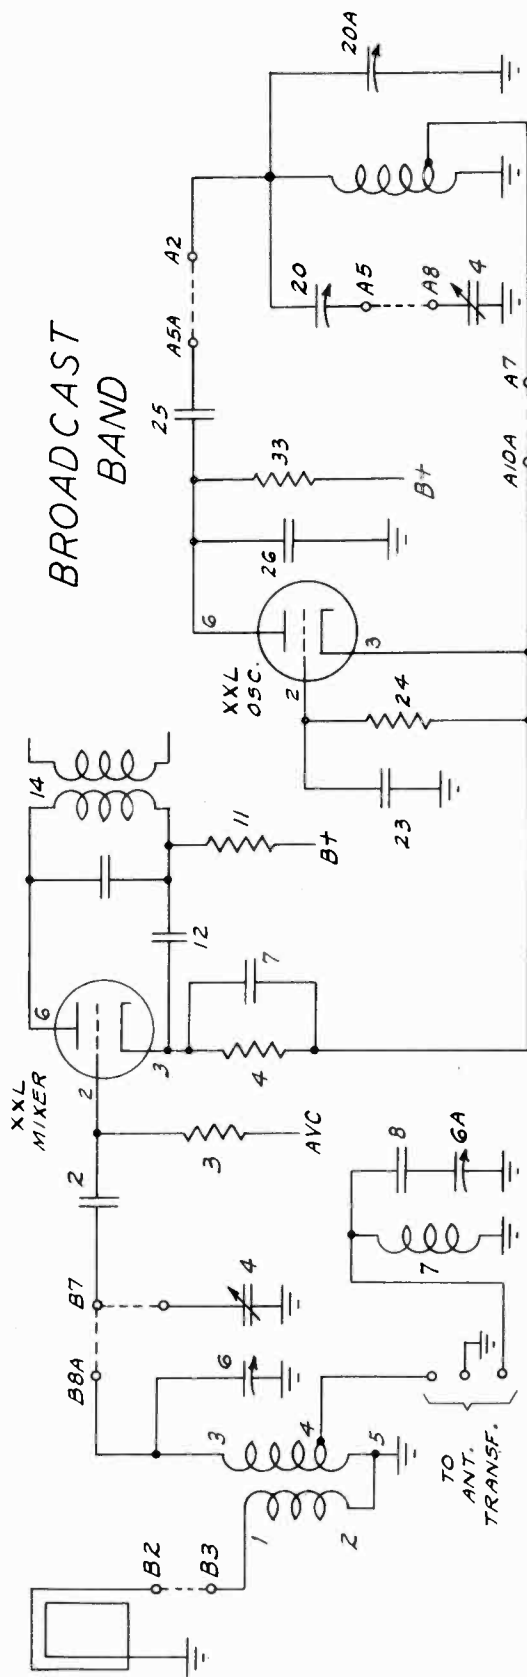 BROADCAST
BAND
XXL
MIXER
6
2
3
14
11
B+
12
7
4
2
3
AVC
B7
B8A
4
6
3
4
5
1
2
B2
B3
TO
ANT.
TRANSF.
8
6A
7
XXL
OSC.
6
2
3
26
33
B+
25
A5A
A2
23
24
20
A5
A8
4
20A
A10A
A7